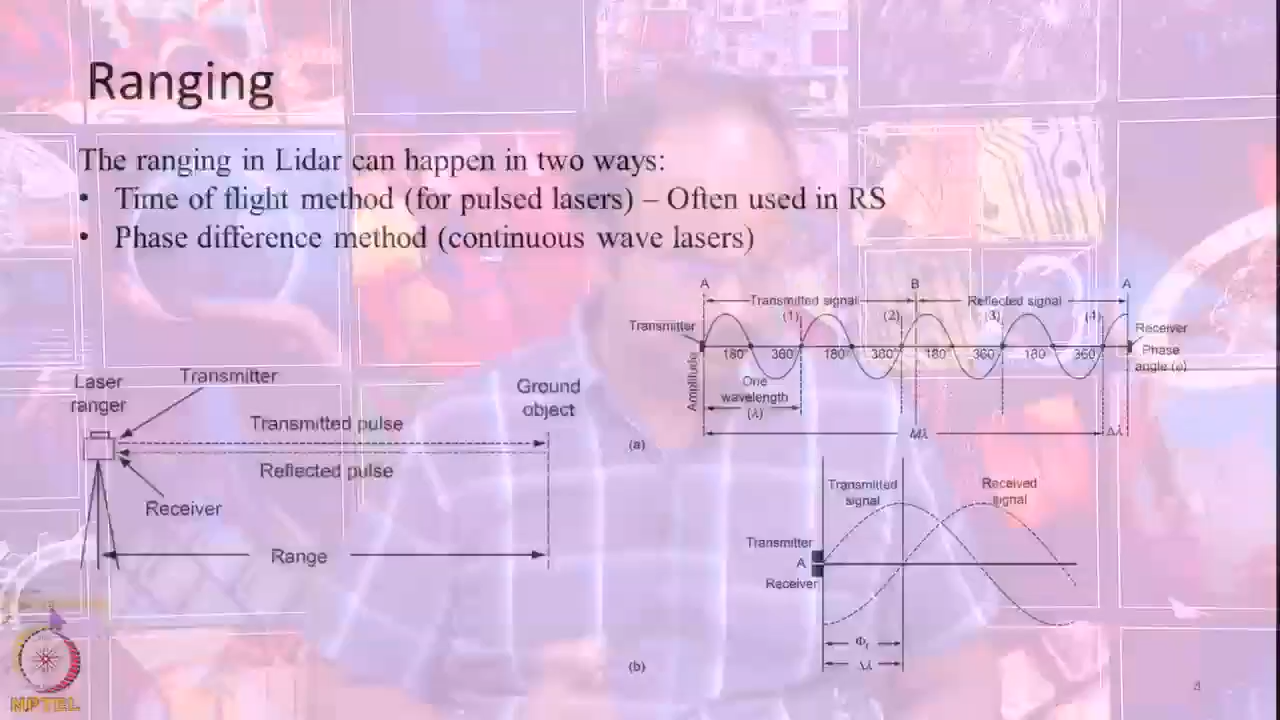 Ranging
The ranging in Lidar can happen in two ways:
• Time of flight method (for pulsed lasers) – Often used in RS
• Phase difference method (continuous wave lasers)
Laser
ranger
Transmitter
Ground
object
Transmitted pulse
Reflected pulse
Receiver
Range
A
B
A
Transmitted signal
Reflected signal
(1)
(2)
(3)
(4)
Transmitter
Receiver
180°
360°
180°
360°
180°
360°
180
360°
Phase
angle (φ)
Amplitude
One
wavelength
(λ)
Mλ
Δλ
(a)
Transmitted
signal
Received
signal
Transmitter
A
Receiver
Φ
Δλ
(b)
4
NPTEL